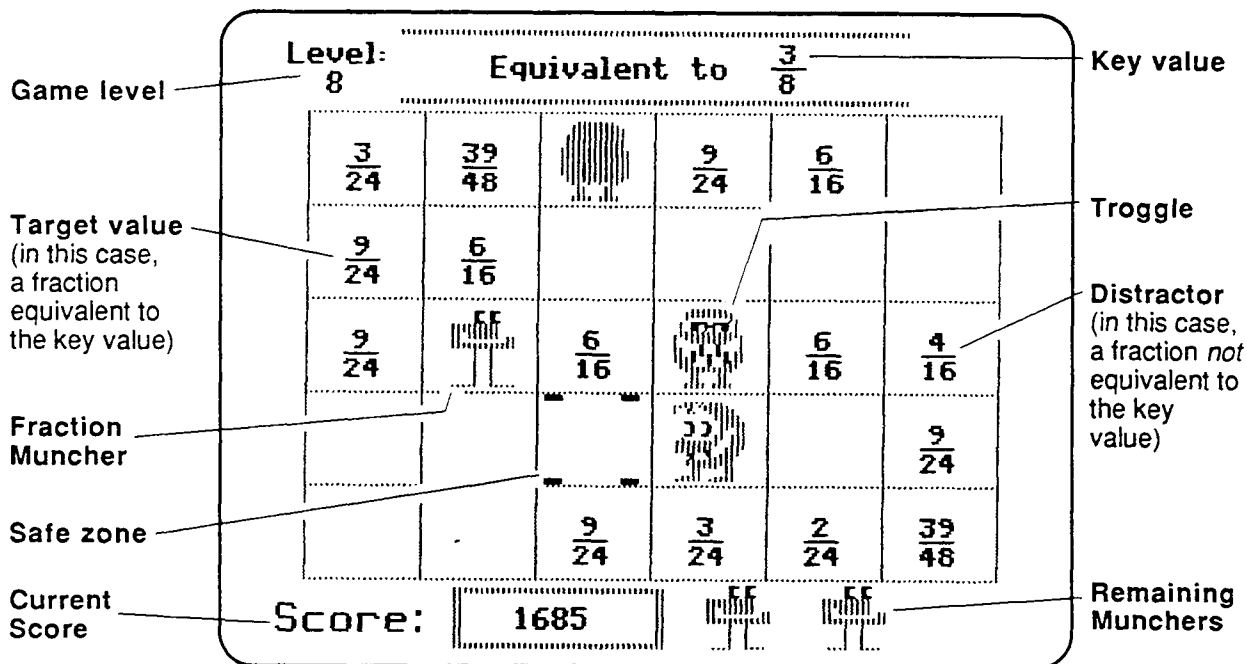 Level:
8
Equivalent to 3/8
Game level
Key value
3/24 39/48 9/24 6/16
Target value
(in this case,
a fraction
equivalent to
the key value)
9/24 6/16
Troggle
Distractor
(in this case,
a fraction not
equivalent to
the key
value)
9/24 6/16 6/16 4/16
Fraction
Muncher
9/24
Safe zone
9/24 3/24 2/24 39/48
Current
Score
Score: 1685
Remaining
Munchers